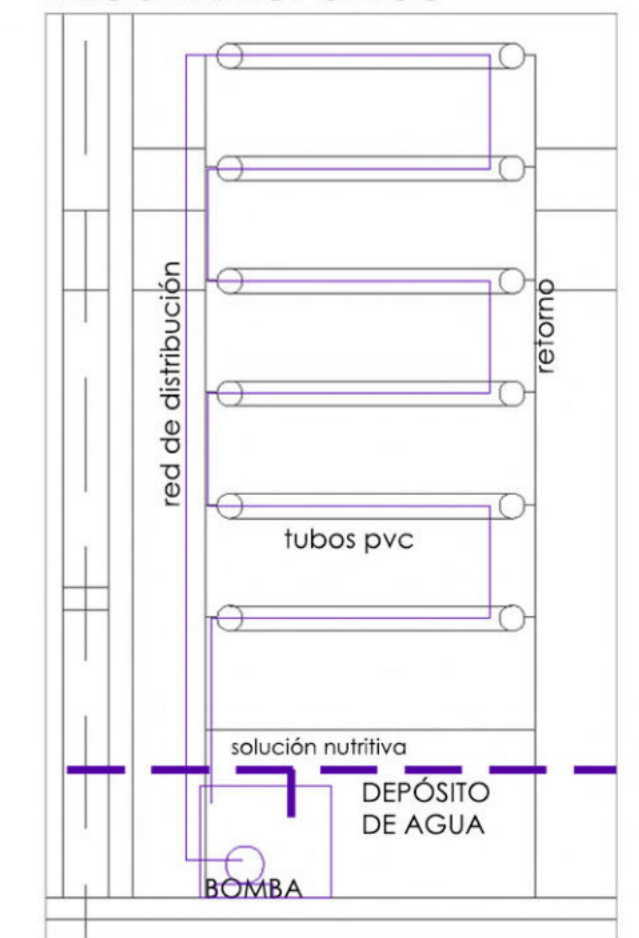 red de distribución
retorno
tubos pvc
solución nutritiva
DEPÓSITO
DE AGUA
BOMBA